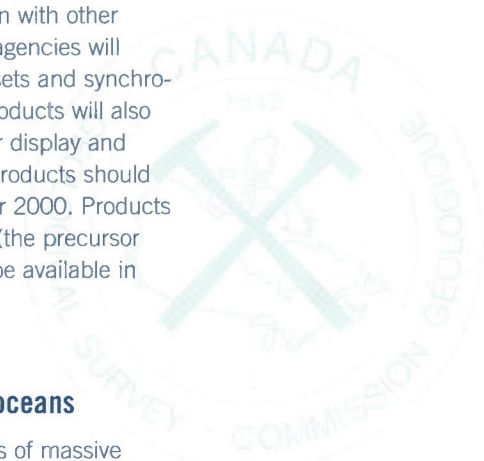 n with other
agencies will
sets and synchro-
oducts will also
r display and
roducts should
r 2000. Products
(the precursor
be available in
oceans
s of massive
CANADA
1842
GEOLOGICAL SURVEY
COMMISSION GEOLOGIQUE